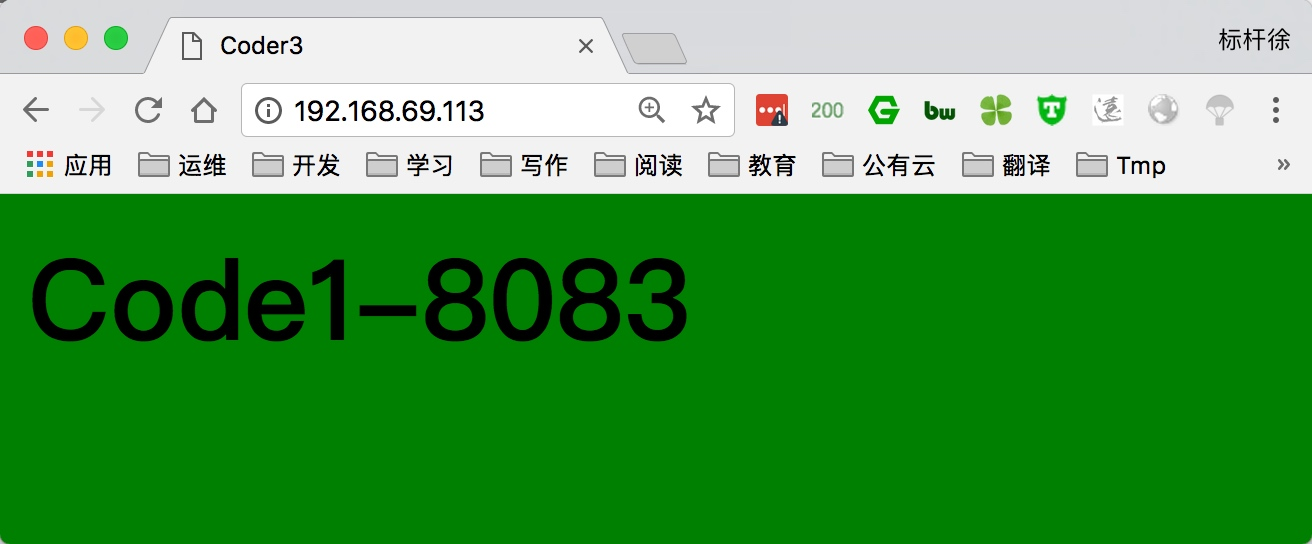 Coder3
标杆徐
192.168.69.113
200
bw
T
遠
应用 运维 开发 学习 写作 阅读 教育 公有云 翻译 Tmp »
Code1-8083